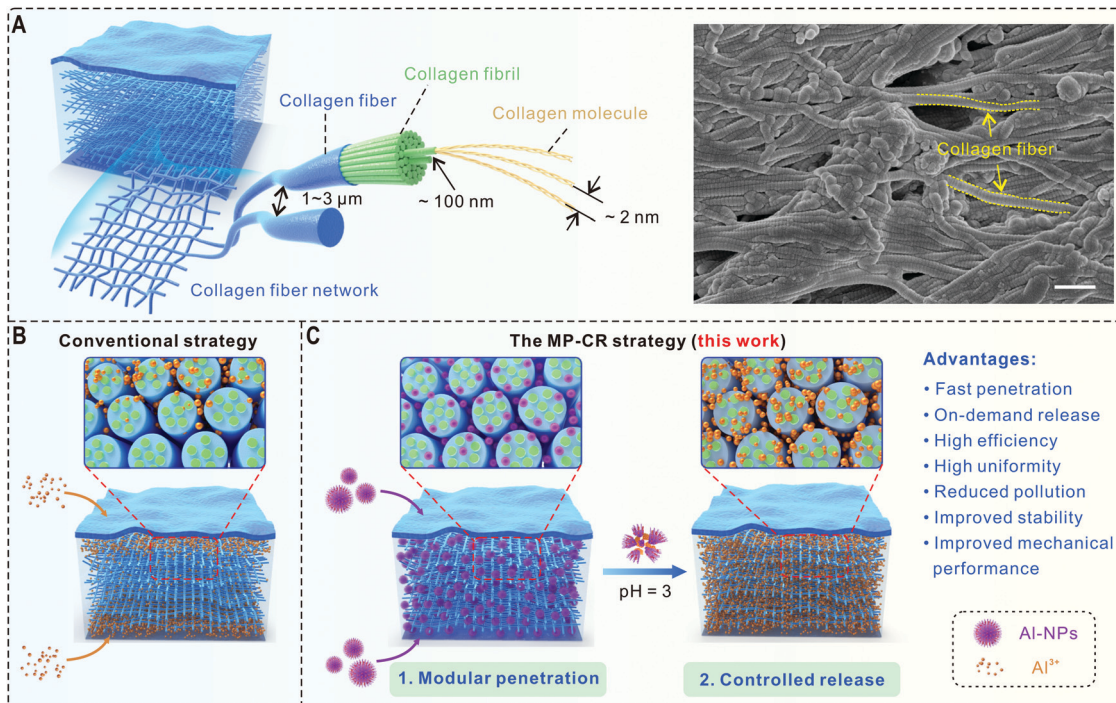 A
Collagen fibril
Collagen fiber
Collagen molecule
1~3 μm
~ 100 nm
~ 2 nm
Collagen fiber network
Collagen fiber
B
Conventional strategy
C
The MP-CR strategy (this work)
pH = 3
1. Modular penetration
2. Controlled release
Advantages:
• Fast penetration
• On-demand release
• High efficiency
• High uniformity
• Reduced pollution
• Improved stability
• Improved mechanical
performance
Al-NPs
Al³⁺